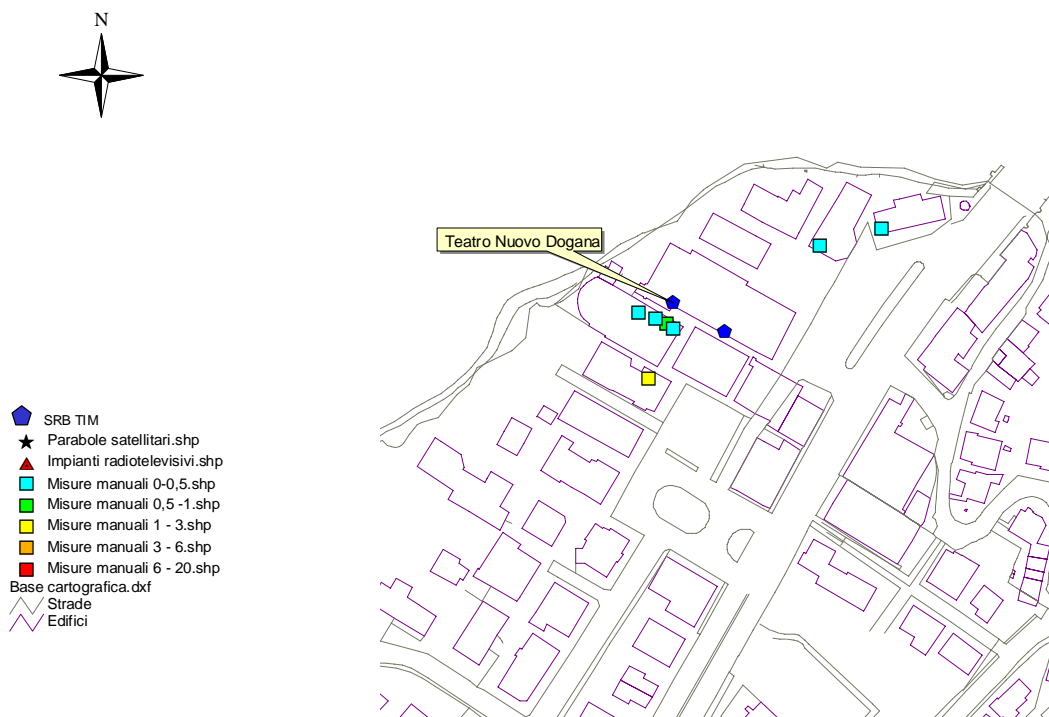 N
Teatro Nuovo Dogana
SRB TIM
Parabole satellitari.shp
Impianti radiotelevisivi.shp
Misure manuali 0-0,5.shp
Misure manuali 0,5 -1.shp
Misure manuali 1 - 3.shp
Misure manuali 3 - 6.shp
Misure manuali 6 - 20.shp
Base cartografica.dxf
Strade
Edifici